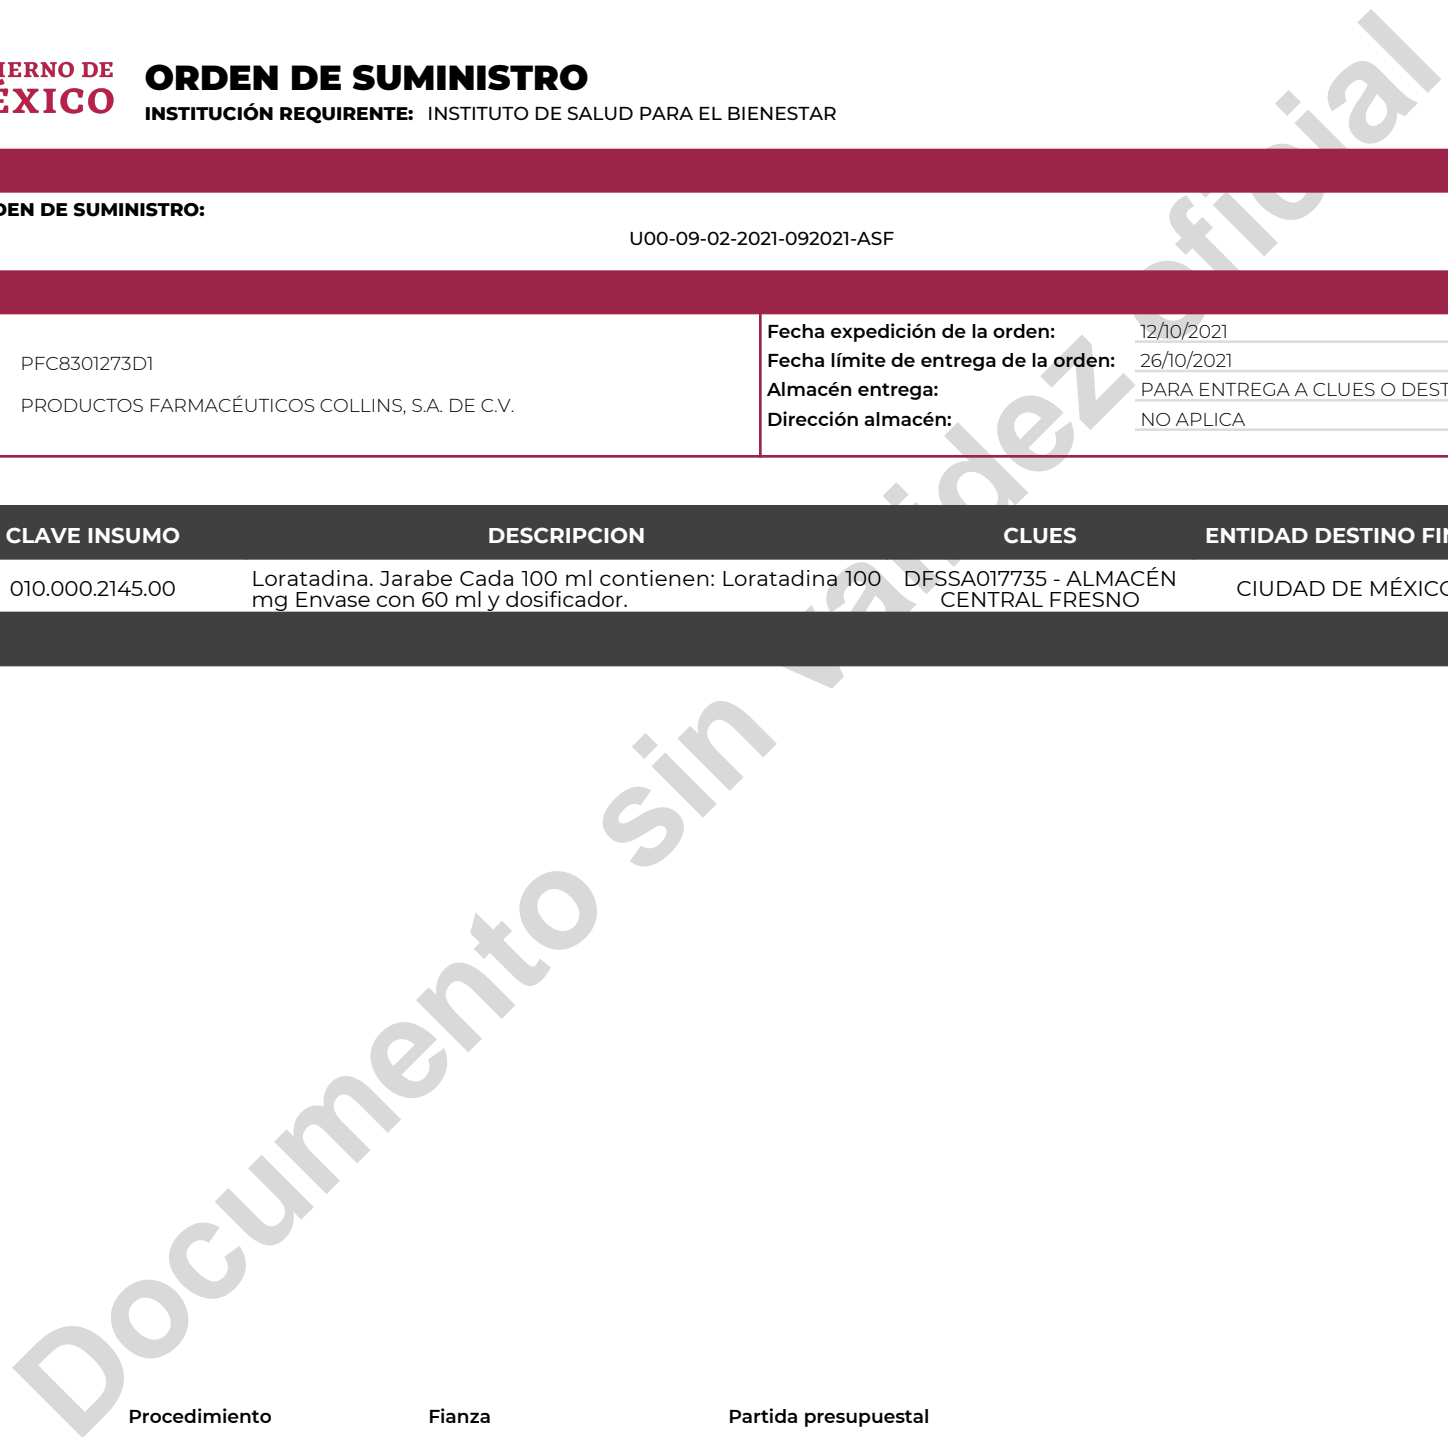 IERNO DE
ÉXICO
ORDEN DE SUMINISTRO
INSTITUCIÓN REQUIRENTE: INSTITUTO DE SALUD PARA EL BIENESTAR
DEN DE SUMINISTRO:
U00-09-02-2021-092021-ASF
PFC8301273D1
PRODUCTOS FARMACÉUTICOS COLLINS, S.A. DE C.V.
Fecha expedición de la orden: 12/10/2021
Fecha límite de entrega de la orden: 26/10/2021
Almacén entrega: PARA ENTREGA A CLUES O DEST
Dirección almacén: NO APLICA
CLAVE INSUMO DESCRIPCION CLUES ENTIDAD DESTINO FIN
010.000.2145.00
Loratadina. Jarabe Cada 100 ml contienen: Loratadina 100
mg Envase con 60 ml y dosificador.
DFSSA017735 - ALMACÉN
CENTRAL FRESNO
CIUDAD DE MÉXICO
Documento sin validez oficial
Procedimiento Fianza Partida presupuestal